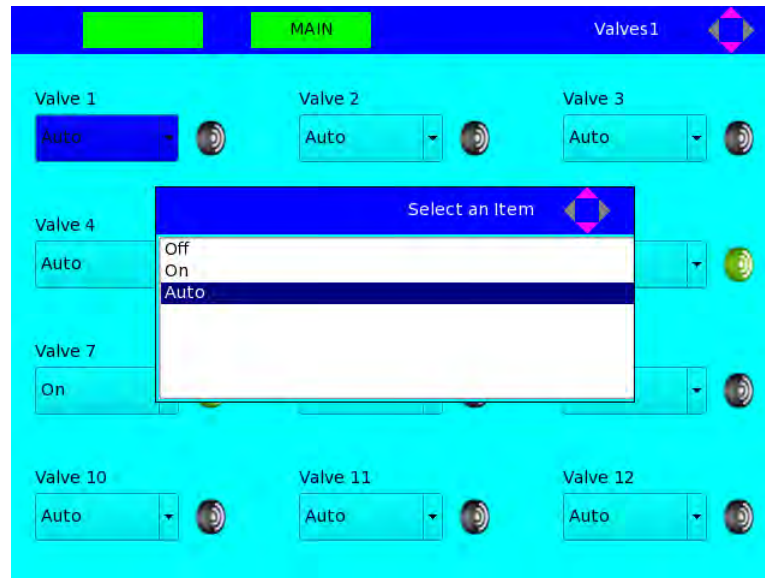 MAIN Valves1
Valve 1 Valve 2 Valve 3
Auto Auto Auto
Select an Item
Valve 4
Auto
Off
On
Auto
Valve 7
On
Valve 10 Valve 11 Valve 12
Auto Auto Auto